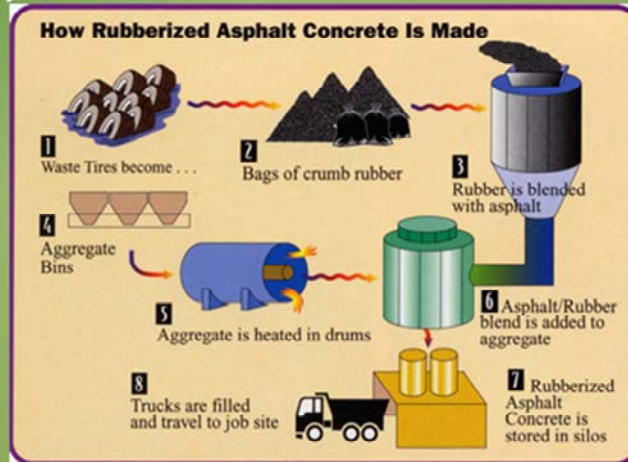 How Rubberized Asphalt Concrete Is Made
1
Waste Tires become . . .
2
Bags of crumb rubber
3
Rubber is blended
with asphalt
4
Aggregate
Bins
5
Aggregate is heated in drums
6 Asphalt/Rubber
blend is added to
aggregate
7 Rubberized
Asphalt
Concrete is
stored in silos
8
Trucks are filled
and travel to job site